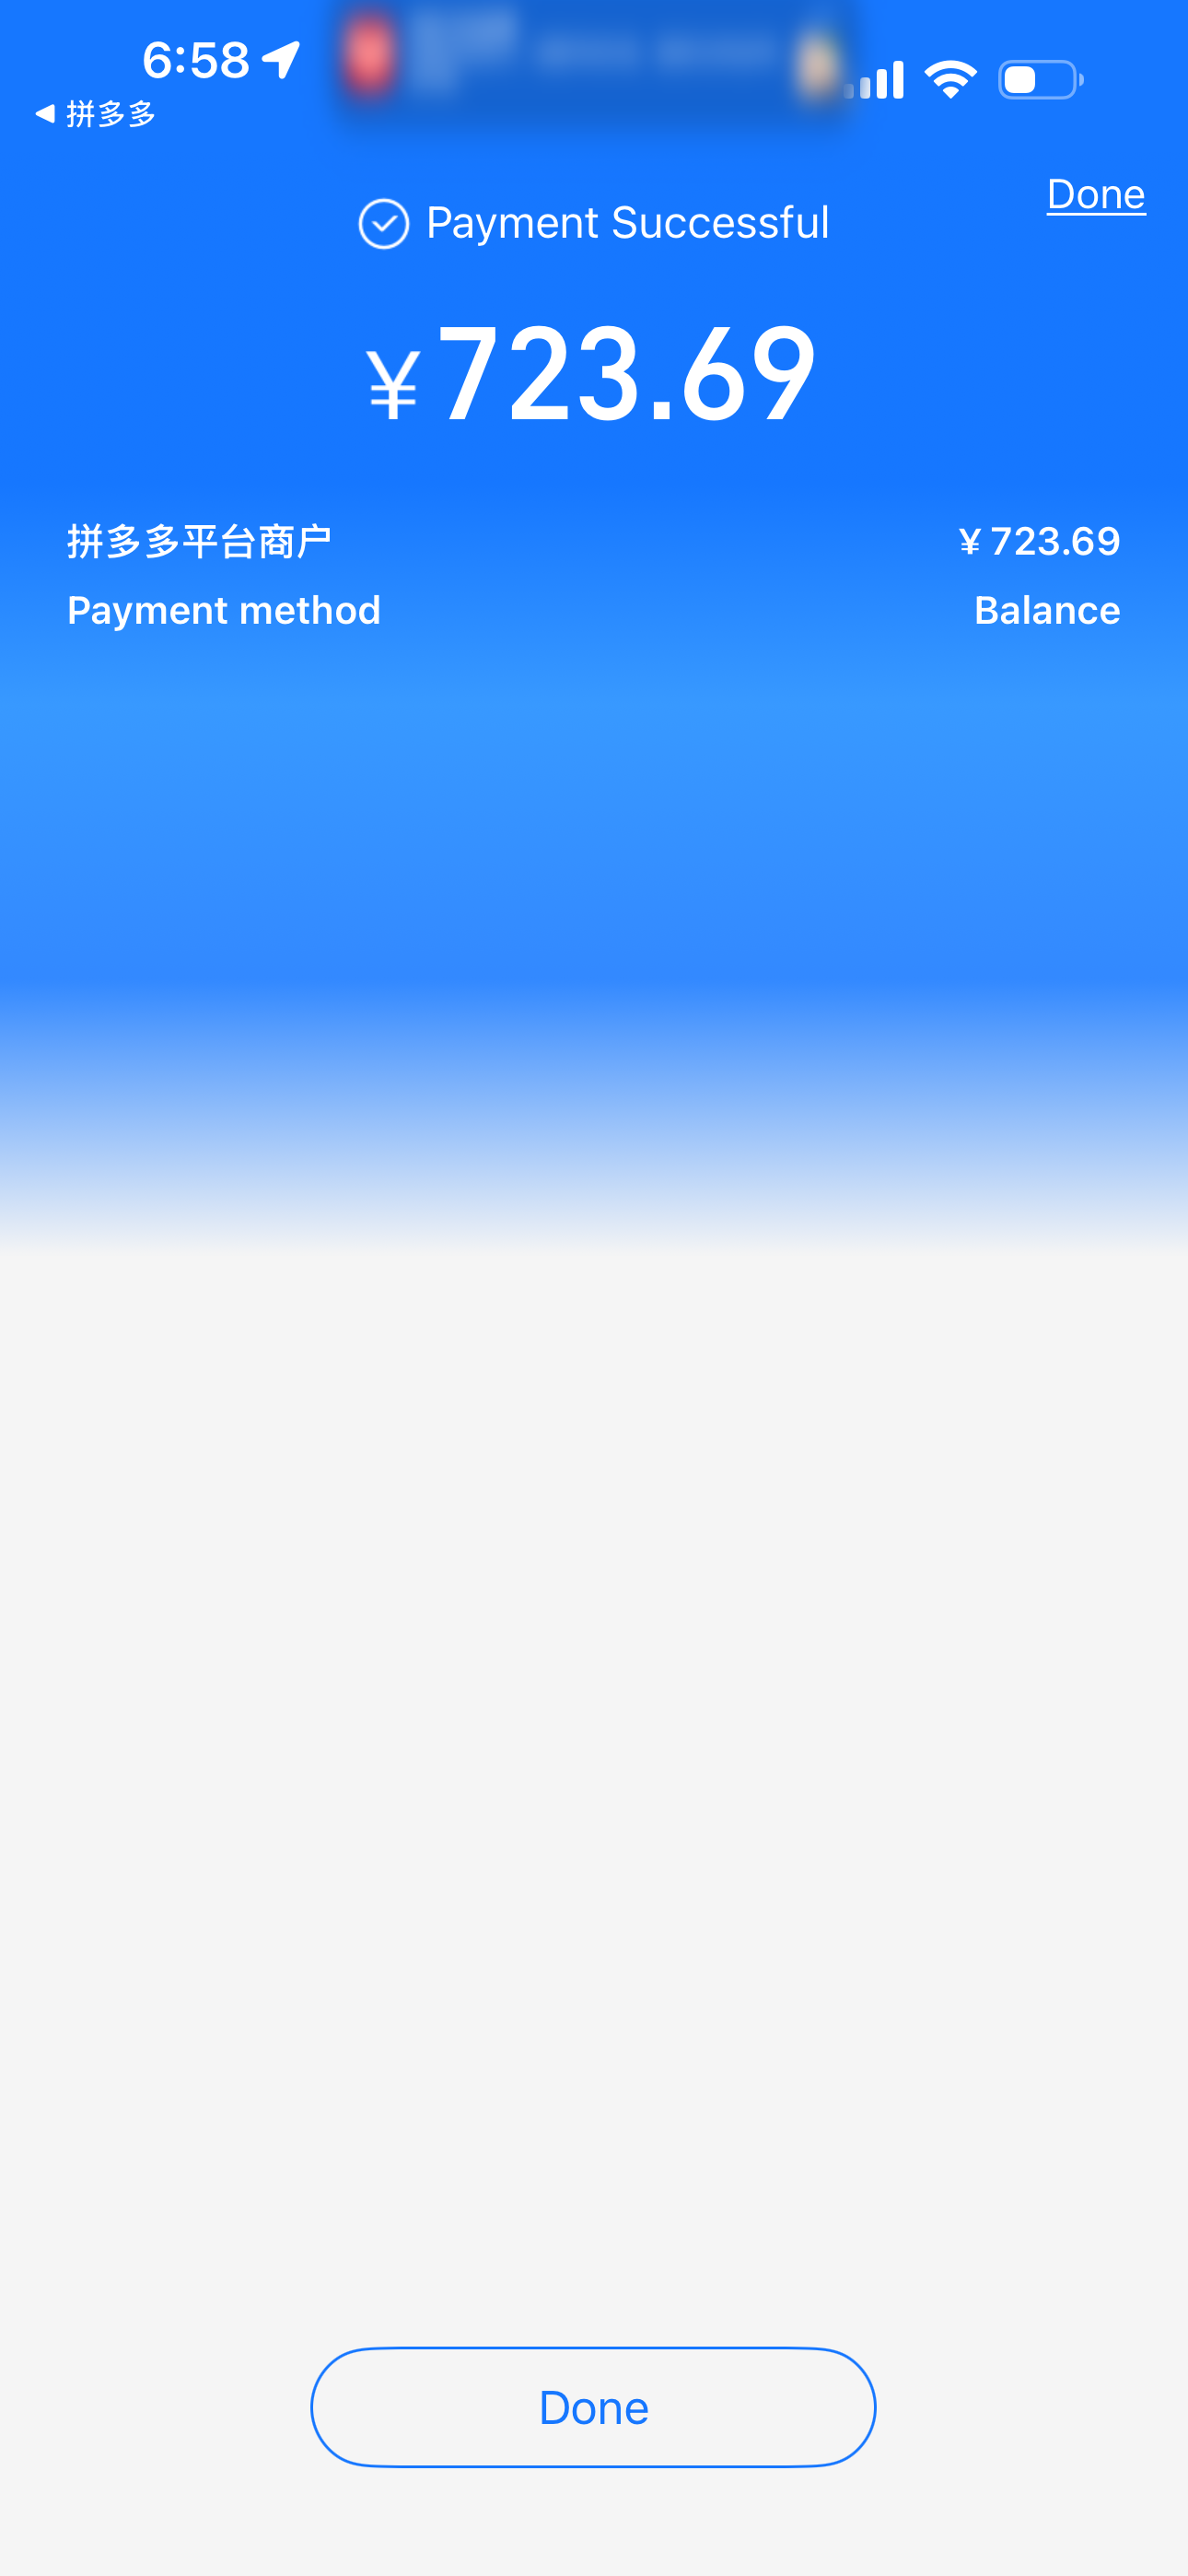 6:58
拼多多
Done
Payment Successful
¥723.69
拼多多平台商户 ¥723.69
Payment method Balance
Done